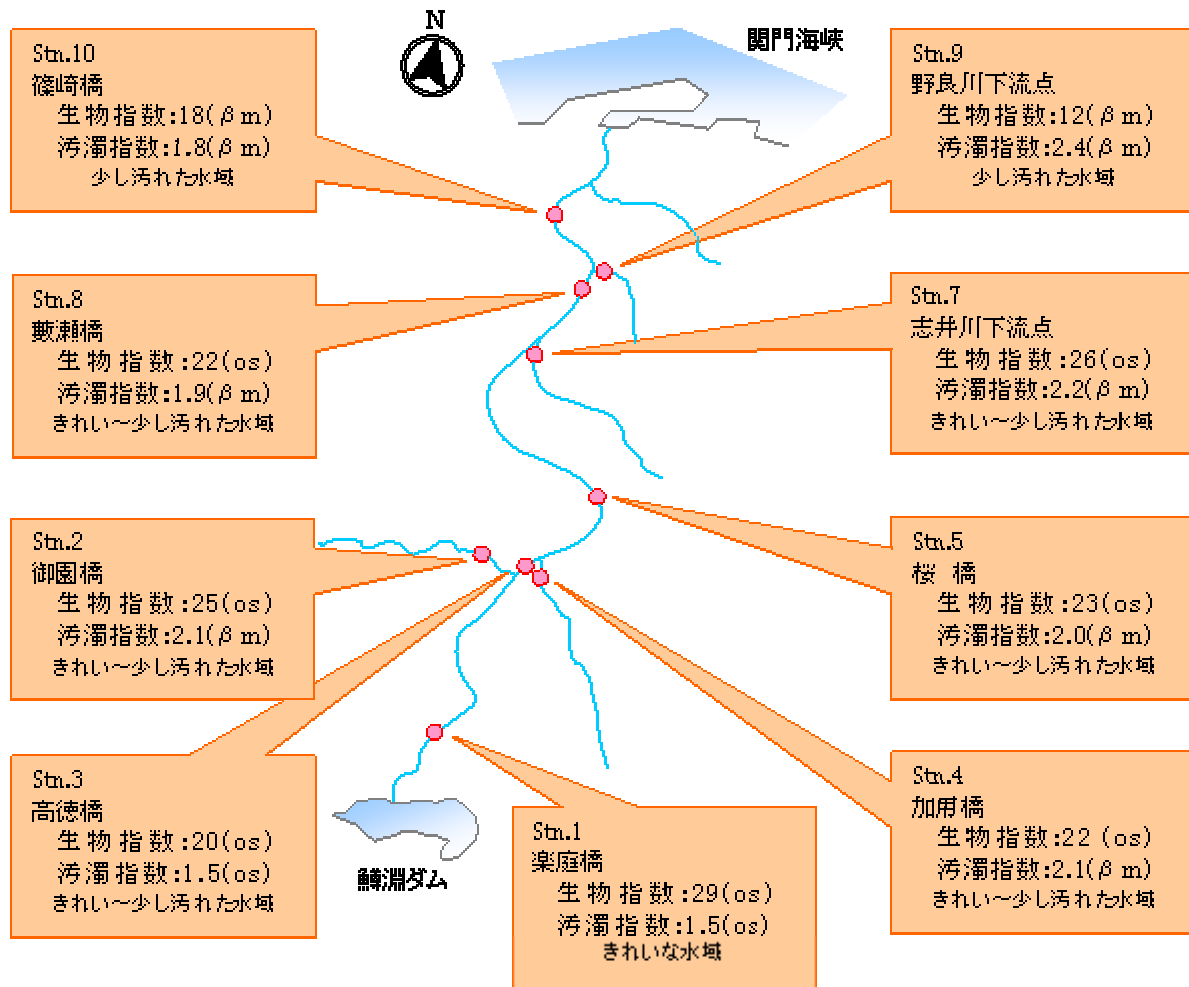 N
関門海峡
Stn.10
篠崎橋
生物指数:18(βm)
汚濁指数:1.8(βm)
少し汚れた水域
Stn.9
野良川下流点
生物指数:12(βm)
汚濁指数:2.4(βm)
少し汚れた水域
Stn.8
藪瀬橋
生物指数:22(os)
汚濁指数:1.9(βm)
きれい～少し汚れた水域
Stn.7
志井川下流点
生物指数:26(os)
汚濁指数:2.2(βm)
きれい～少し汚れた水域
Stn.2
御園橋
生物指数:25(os)
汚濁指数:2.1(βm)
きれい～少し汚れた水域
Stn.5
桜 橋
生物指数:23(os)
汚濁指数:2.0(βm)
きれい～少し汚れた水域
Stn.3
高徳橋
生物指数:20(os)
汚濁指数:1.5(os)
きれい～少し汚れた水域
Stn.4
加用橋
生物指数:22 (os)
汚濁指数:2.1(βm)
きれい～少し汚れた水域
鱒淵ダム
Stn.1
楽庭橋
生物指数:29(os)
汚濁指数:1.5(os)
きれいな水域